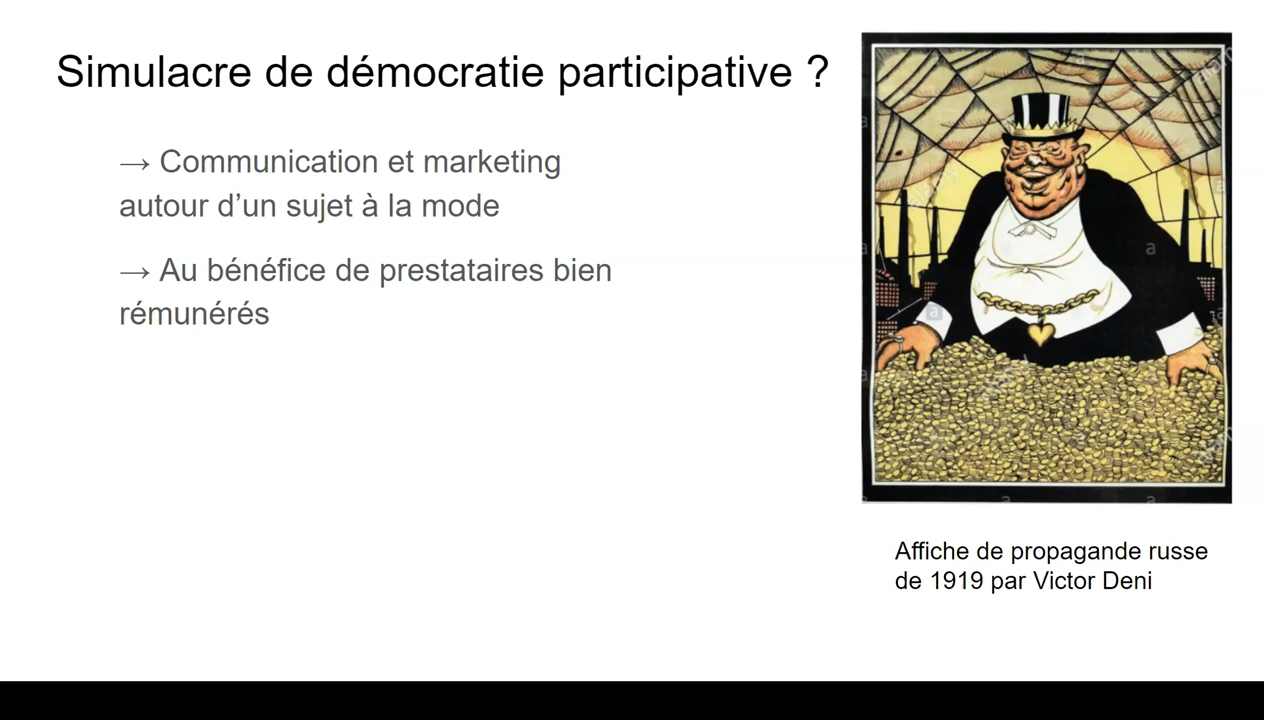 Simulacre de démocratie participative ?
→ Communication et marketing
autour d’un sujet à la mode
→ Au bénéfice de prestataires bien
rémunérés
Affiche de propagande russe
de 1919 par Victor Deni